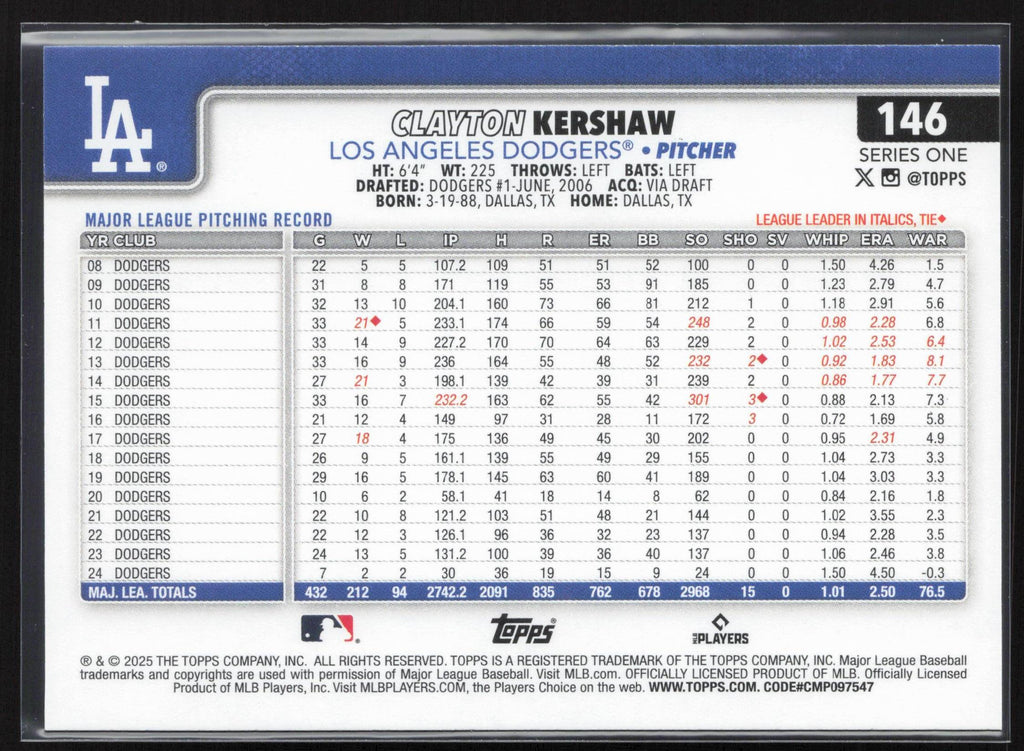 LA®
CLAYTON KERSHAW
146
LOS ANGELES DODGERS® • PITCHER
SERIES ONE
HT: 6'4" WT: 225 THROWS: LEFT BATS: LEFT
X @TOPPS
DRAFTED: DODGERS #1-JUNE, 2006 ACQ: VIA DRAFT
BORN: 3-19-88, DALLAS, TX HOME: DALLAS, TX
MAJOR LEAGUE PITCHING RECORD
LEAGUE LEADER IN ITALICS, TIE◆
YR CLUB G W L IP H R ER BB SO SHO SV WHIP ERA WAR
08 DODGERS 22 5 5 107.2 109 51 51 52 100 0 0 1.50 4.26 1.5
09 DODGERS 31 8 8 171 119 55 53 91 185 0 0 1.23 2.79 4.7
10 DODGERS 32 13 10 204.1 160 73 66 81 212 1 0 1.18 2.91 5.6
11 DODGERS 33 21◆ 5 233.1 174 66 59 54 248 2 0 0.98 2.28 6.8
12 DODGERS 33 14 9 227.2 170 70 64 63 229 2 0 1.02 2.53 6.4
13 DODGERS 33 16 9 236 164 55 48 52 232 2◆ 0 0.92 1.83 8.1
14 DODGERS 27 21 3 198.1 139 42 39 31 239 2 0 0.86 1.77 7.7
15 DODGERS 33 16 7 232.2 163 62 55 42 301 3◆ 0 0.88 2.13 7.3
16 DODGERS 21 12 4 149 97 31 28 11 172 3 0 0.72 1.69 5.8
17 DODGERS 27 18 4 175 136 49 45 30 202 0 0 0.95 2.31 4.9
18 DODGERS 26 9 5 161.1 139 55 49 29 155 0 0 1.04 2.73 3.3
19 DODGERS 29 16 5 178.1 145 63 60 41 189 0 0 1.04 3.03 3.3
20 DODGERS 10 6 2 58.1 41 18 14 8 62 0 0 0.84 2.16 1.8
21 DODGERS 22 10 8 121.2 103 51 48 21 144 0 0 1.02 3.55 2.3
22 DODGERS 22 12 3 126.1 96 36 32 23 137 0 0 0.94 2.28 3.5
23 DODGERS 24 13 5 131.2 100 39 36 40 137 0 0 1.06 2.46 3.8
24 DODGERS 7 2 2 30 36 19 15 9 24 0 0 1.50 4.50 -0.3
MAJ. LEA. TOTALS 432 212 94 2742.2 2091 835 762 678 2968 15 0 1.01 2.50 76.5
topps®
MLB PLAYERS
® & © 2025 THE TOPPS COMPANY, INC. ALL RIGHTS RESERVED. TOPPS IS A REGISTERED TRADEMARK OF THE TOPPS COMPANY, INC. Major League Baseball
trademarks and copyrights are used with permission of Major League Baseball. Visit MLB.com. OFFICIALLY LICENSED PRODUCT OF MLB. Officially Licensed
Product of MLB Players, Inc. Visit MLBPLAYERS.COM, the Players Choice on the web. WWW.TOPPS.COM. CODE#CMP097547